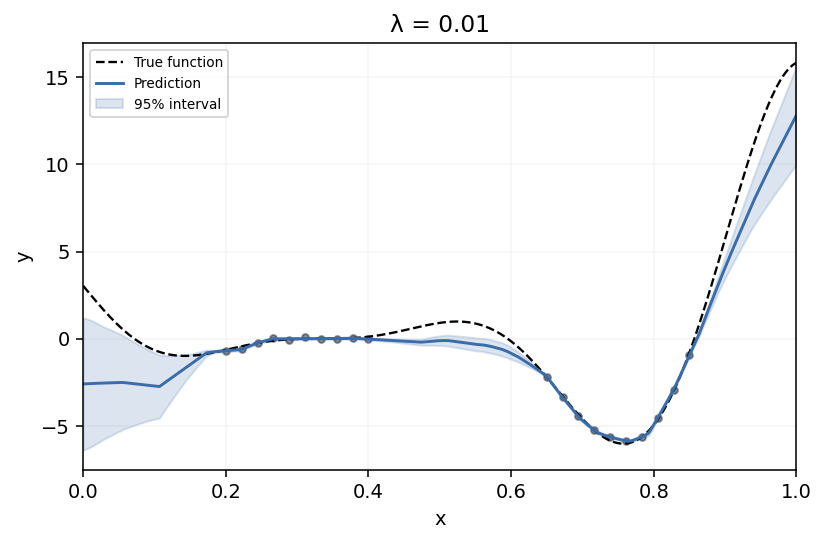 λ = 0.01
True function
Prediction
95% interval
y
15
10
5
0
−5
0.0 0.2 0.4 0.6 0.8 1.0
x